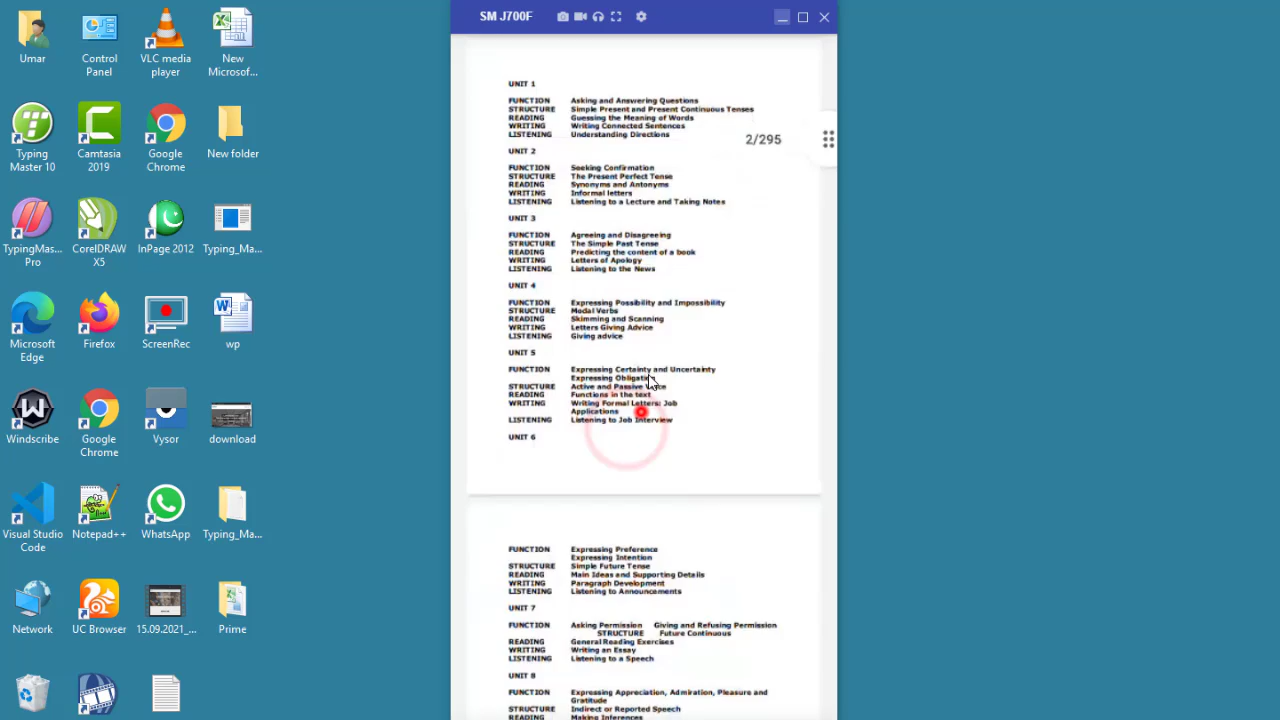 SM J700F
Umar
Control
Panel
VLC media
player
New
Microsof...
Typing
Master 10
Camtasia
2019
Google
Chrome
New folder
TypingMas...
Pro
CorelDRAW
X5
InPage 2012
Typing_Ma...
Microsoft
Edge
Firefox
ScreenRec
wp
Windscribe
Google
Chrome
Vysor
download
Visual Studio
Code
Notepad++
WhatsApp
Typing_Ma...
Network
UC Browser
15.09.2021_...
Prime
2/295
UNIT 1
FUNCTION Asking and Answering Questions
STRUCTURE Simple Present and Present Continuous Tenses
READING Guessing the Meaning of Words
WRITING Writing Connected Sentences
LISTENING Understanding Directions
UNIT 2
FUNCTION Seeking Confirmation
STRUCTURE The Present Perfect Tense
READING Synonyms and Antonyms
WRITING Informal letters
LISTENING Listening to a Lecture and Taking Notes
UNIT 3
FUNCTION Agreeing and Disagreeing
STRUCTURE The Simple Past Tense
READING Predicting the content of a book
WRITING Letters of Apology
LISTENING Listening to the News
UNIT 4
FUNCTION Expressing Possibility and Impossibility
STRUCTURE Modal Verbs
READING Skimming and Scanning
WRITING Letters Giving Advice
LISTENING Giving advice
UNIT 5
FUNCTION Expressing Certainty and Uncertainty
Expressing Obligation
STRUCTURE Active and Passive Voice
READING Functions in the text
WRITING Writing Formal Letters: Job
Applications
LISTENING Listening to Job Interview
UNIT 6
FUNCTION Expressing Preference
Expressing Intention
STRUCTURE Simple Future Tense
READING Main Ideas and Supporting Details
WRITING Paragraph Development
LISTENING Listening to Announcements
UNIT 7
FUNCTION Asking Permission Giving and Refusing Permission
STRUCTURE Future Continuous
READING General Reading Exercises
WRITING Writing an Essay
LISTENING Listening to a Speech
UNIT 8
FUNCTION Expressing Appreciation, Admiration, Pleasure and
Gratitude
STRUCTURE Indirect or Reported Speech
READING Making Inferences